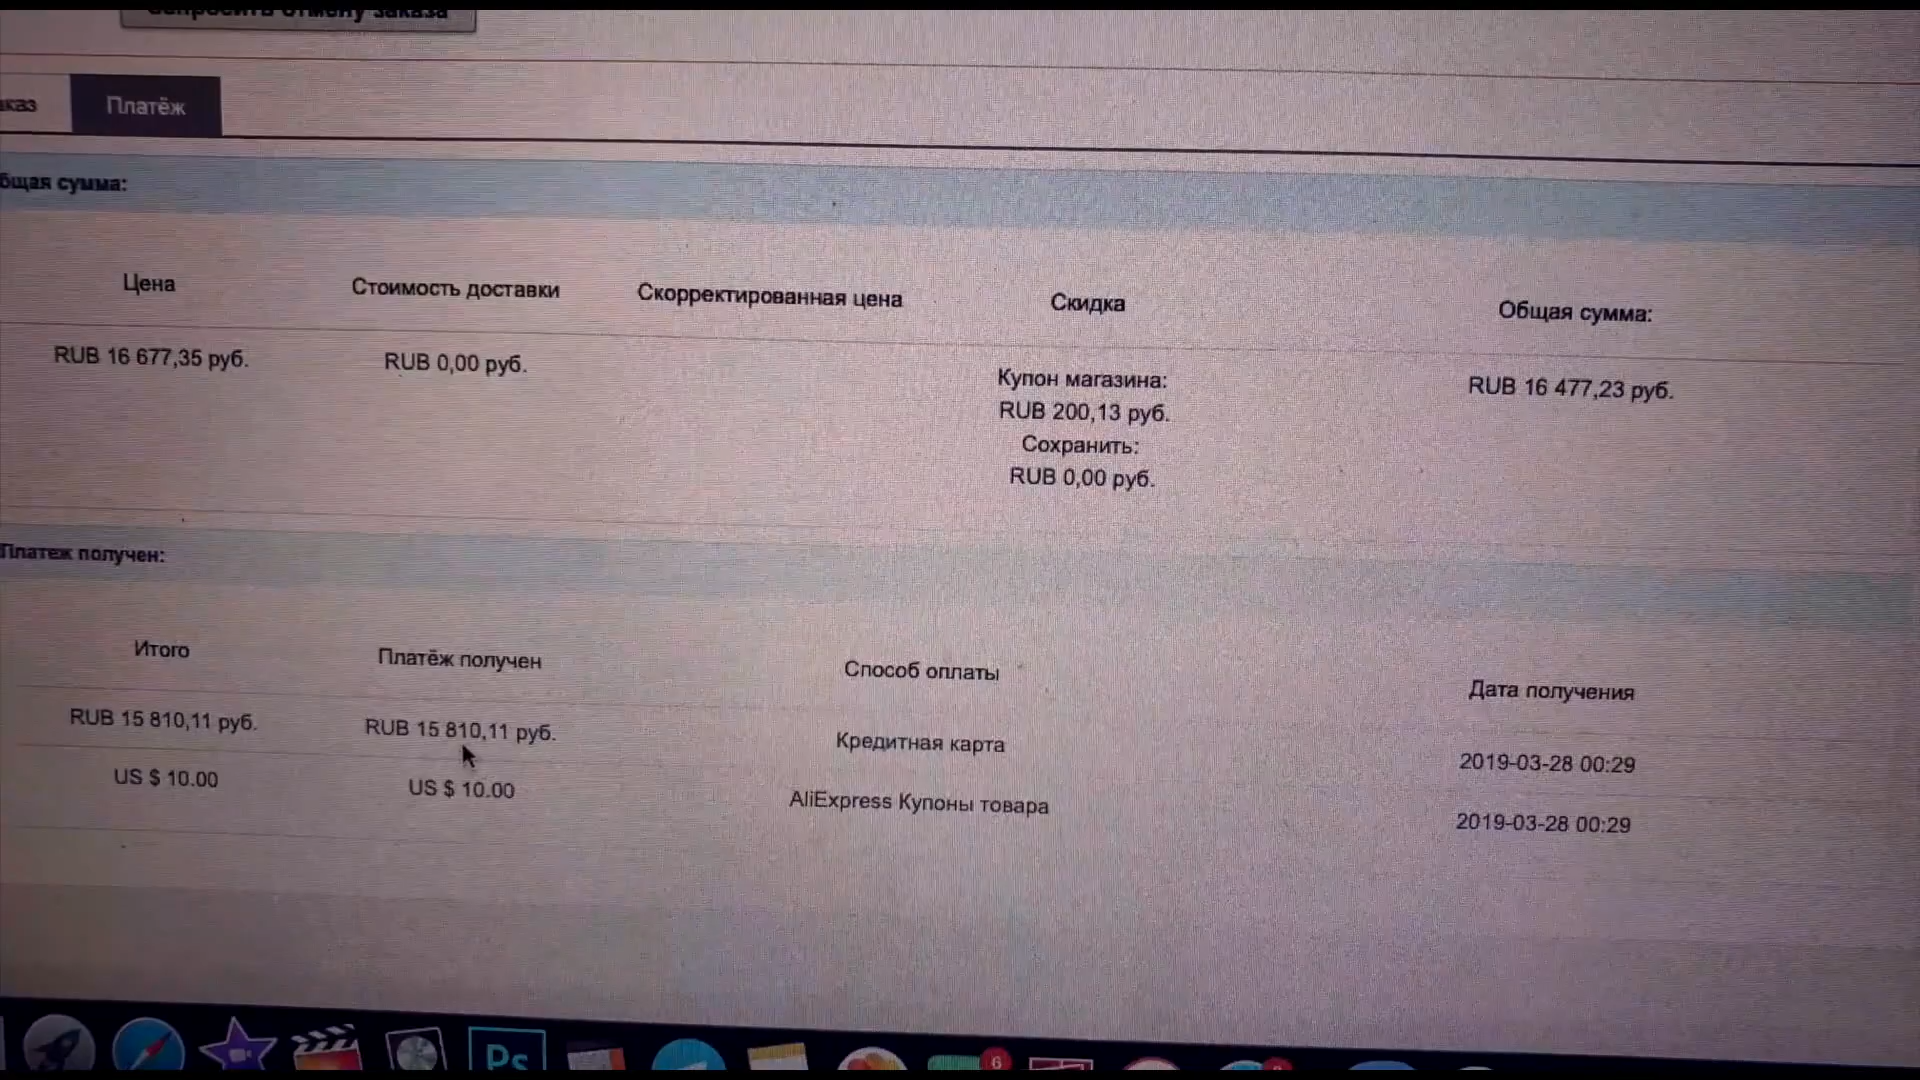 Запросить отмену заказа
аказ
Платёж
бщая сумма:
Цена
Стоимость доставки
Скорректированная цена
Скидка
Общая сумма:
RUB 16 677,35 руб.
RUB 0,00 руб.
Купон магазина:
RUB 200,13 руб.
Сохранить:
RUB 0,00 руб.
RUB 16 477,23 руб.
Платеж получен:
Итого
Платёж получен
Способ оплаты
Дата получения
RUB 15 810,11 руб.
RUB 15 810,11 руб.
Кредитная карта
2019-03-28 00:29
US $ 10.00
US $ 10.00
AliExpress Купоны товара
2019-03-28 00:29
Ps
6